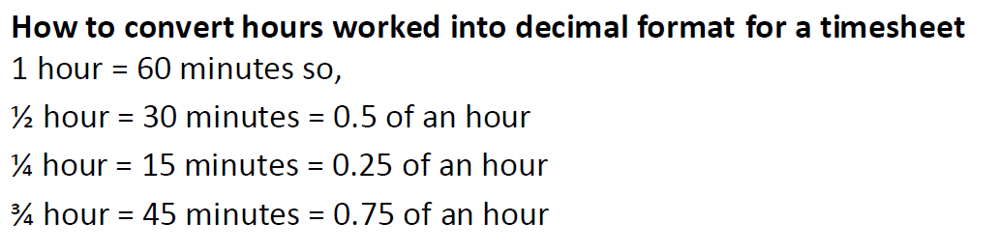 How to convert hours worked into decimal format for a timesheet
1 hour = 60 minutes so,
½ hour = 30 minutes = 0.5 of an hour
¼ hour = 15 minutes = 0.25 of an hour
¾ hour = 45 minutes = 0.75 of an hour